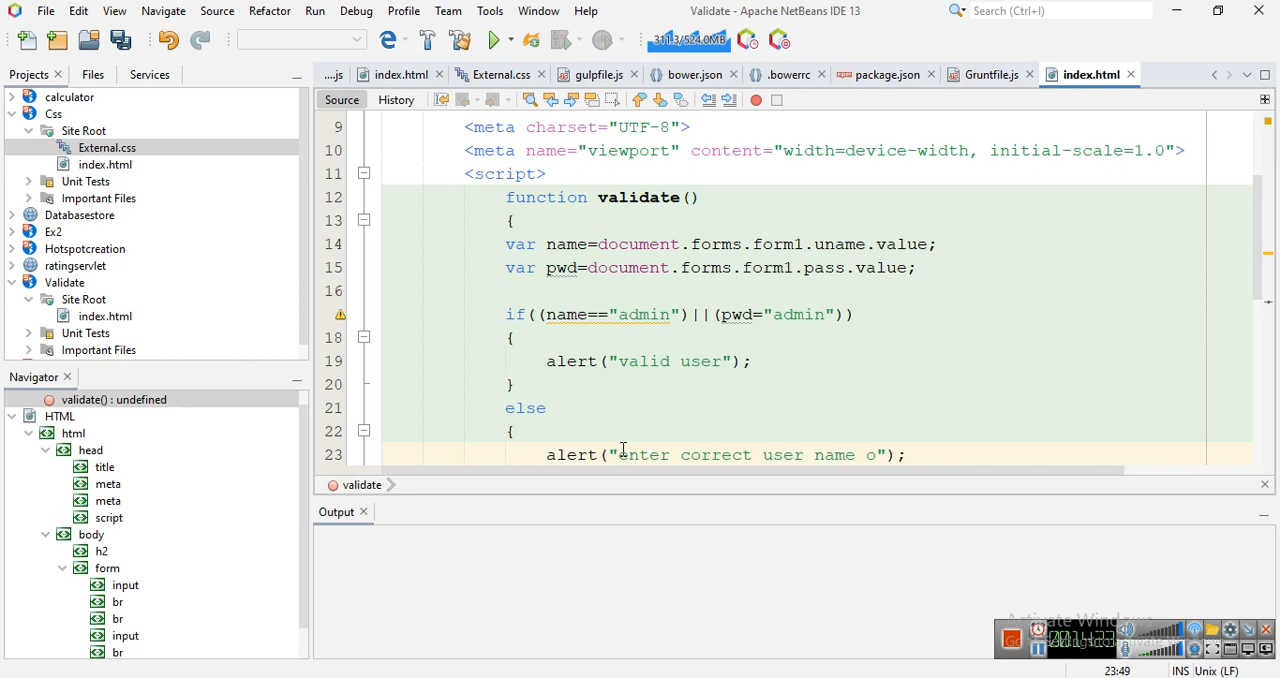 File Edit View Navigate Source Refactor Run Debug Profile Team Tools Window Help
Validate - Apache NetBeans IDE 13
Search (Ctrl+I)
311.3/524.0MB
Projects Files Services
....js index.html External.css gulpfile.js bower.json .bowerrc package.json Gruntfile.js index.html
Source History
calculator
Css
Site Root
External.css
index.html
Unit Tests
Important Files
Databasestore
Ex2
Hotspotcreation
ratingservlet
Validate
Site Root
index.html
Unit Tests
Important Files
9 <meta charset="UTF-8">
10 <meta name="viewport" content="width=device-width, initial-scale=1.0">
11 <script>
12 function validate()
13 {
14 var name=document.forms.form1.uname.value;
15 var pwd=document.forms.form1.pass.value;
16
if((name=="admin")||(pwd="admin"))
18 {
19 alert("valid user");
20 }
21 else
22 {
23 alert("enter correct user name o");
validate
Navigator
validate() : undefined
HTML
html
head
title
meta
meta
script
body
h2
form
input
br
br
input
br
Output
Activate Windows
23:49 INS Unix (LF)